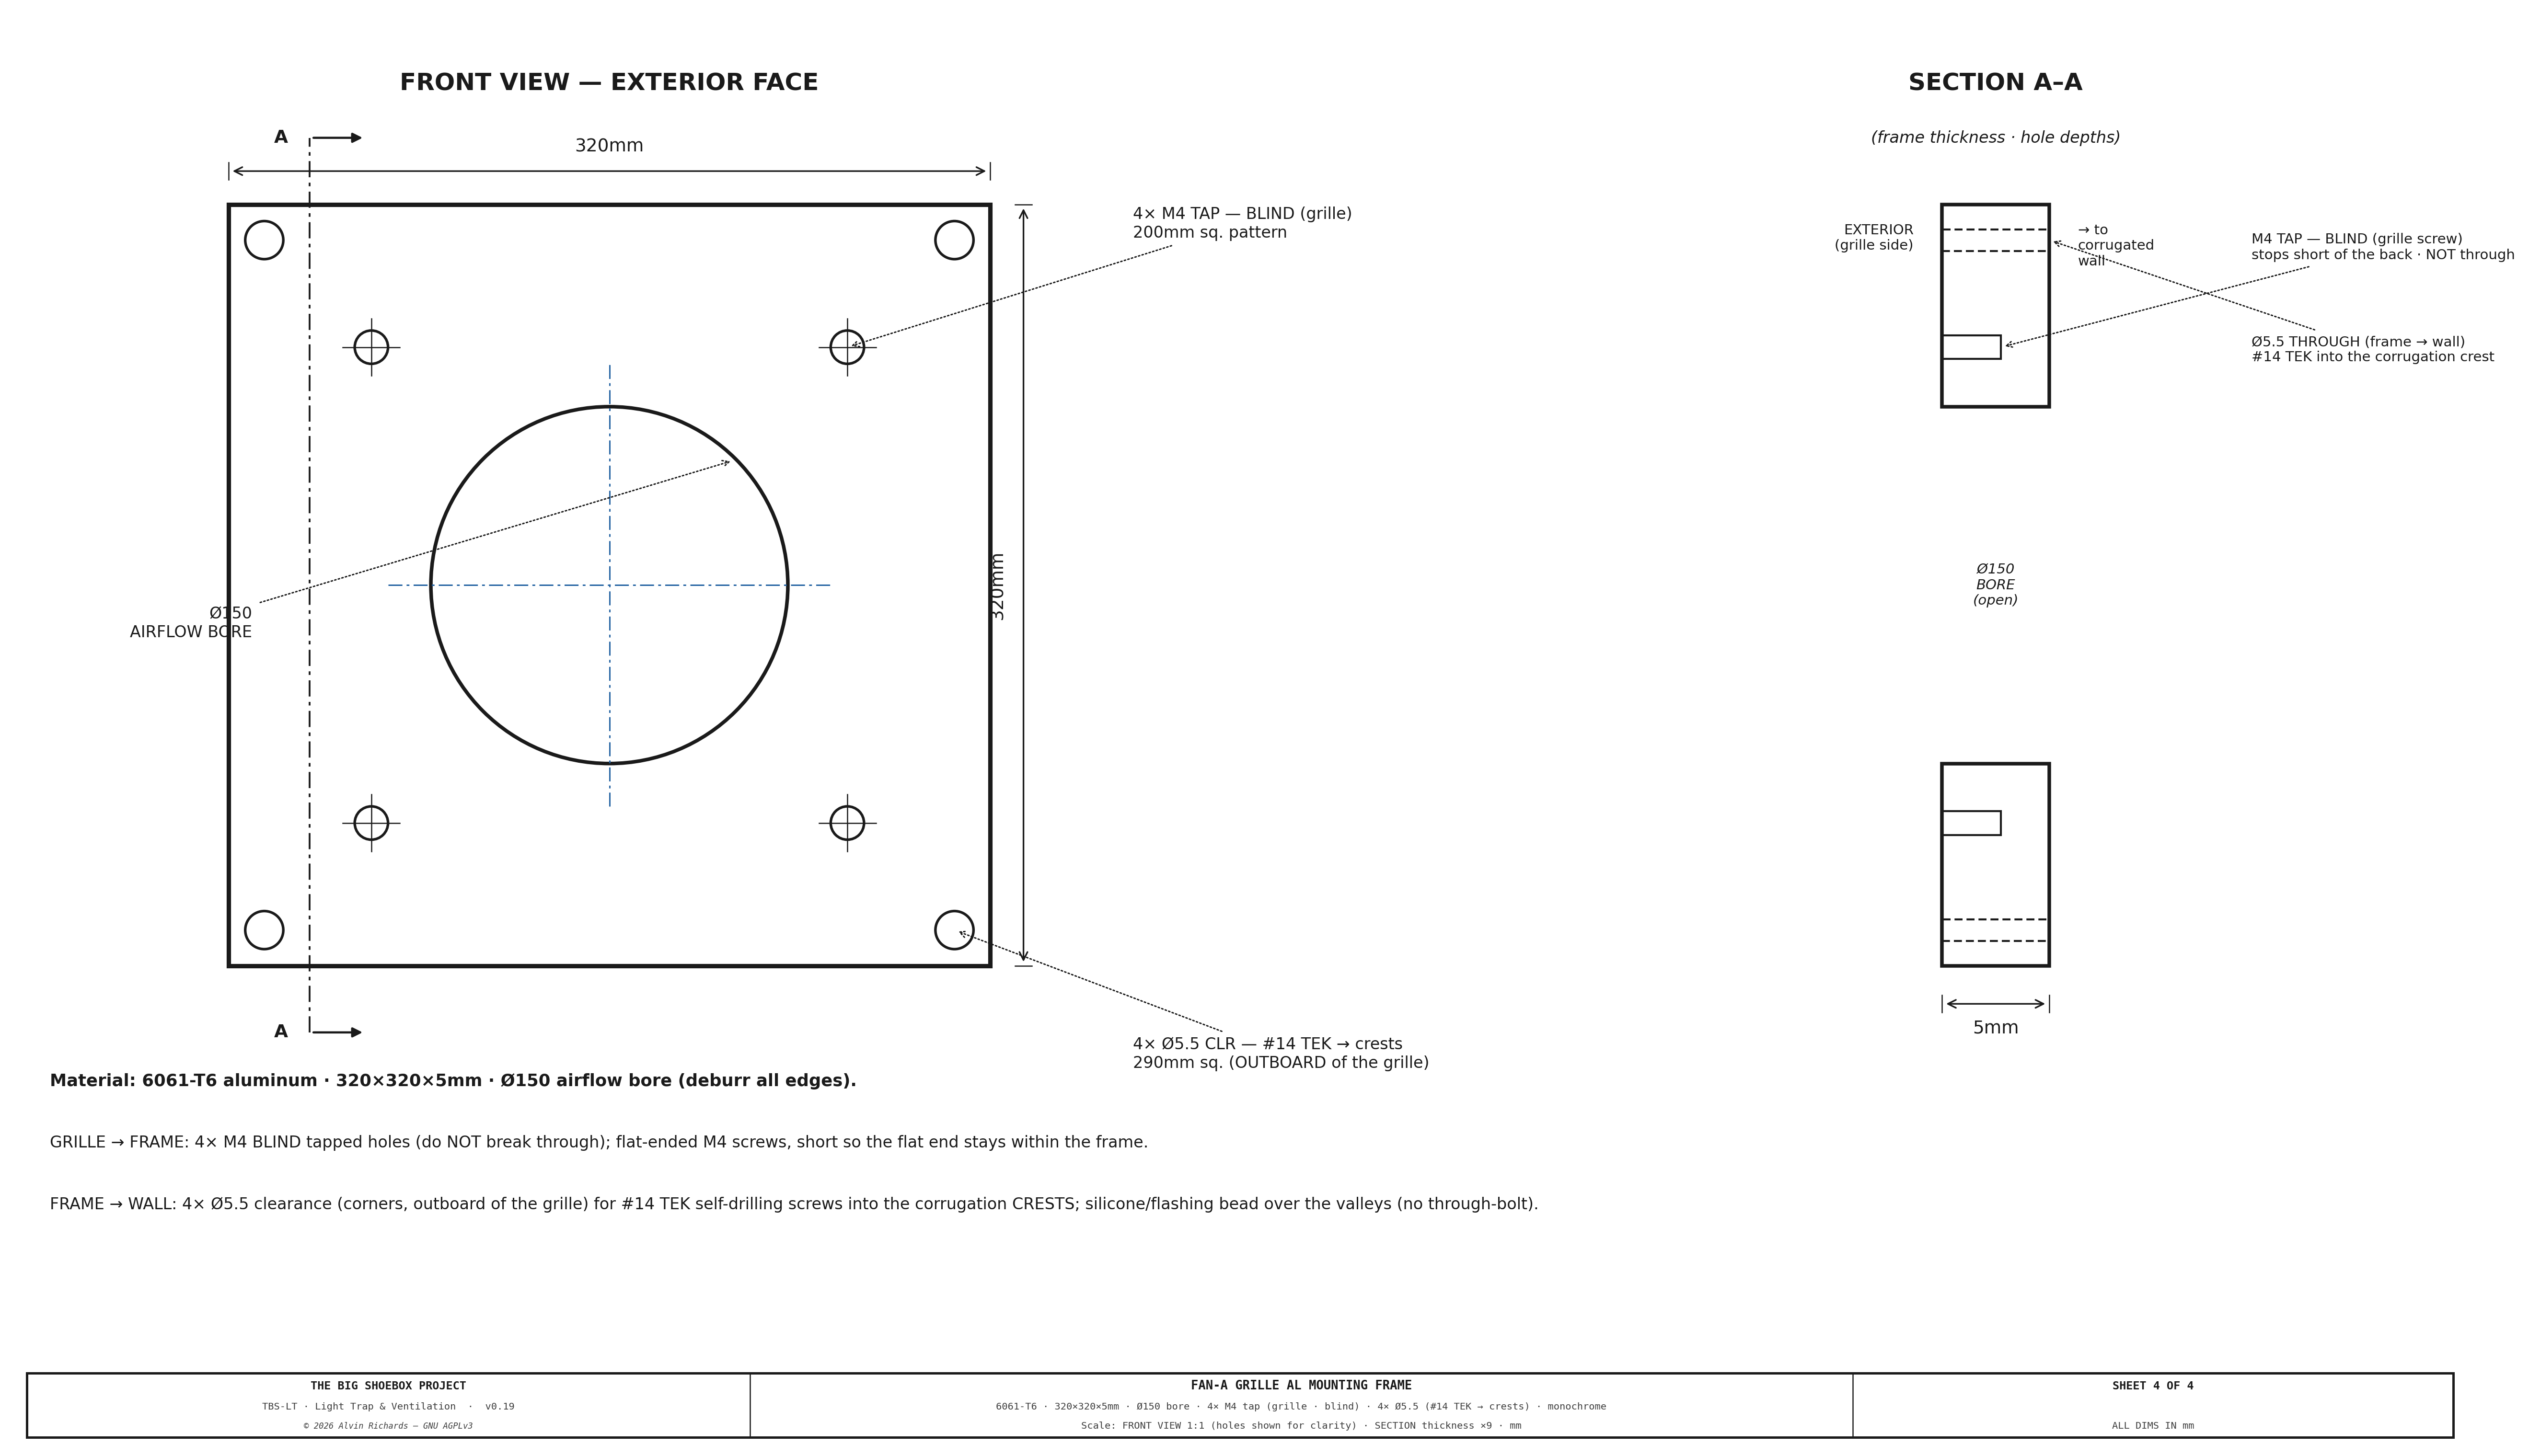 FRONT VIEW — EXTERIOR FACE
SECTION A–A
(frame thickness · hole depths)
A
320mm
4× M4 TAP — BLIND (grille)
200mm sq. pattern
EXTERIOR
(grille side)
→ to
corrugated
wall
M4 TAP — BLIND (grille screw)
stops short of the back · NOT through
Ø5.5 THROUGH (frame → wall)
#14 TEK into the corrugation crest
320mm
Ø150
BORE
(open)
Ø150
AIRFLOW BORE
A
5mm
4× Ø5.5 CLR — #14 TEK → crests
290mm sq. (OUTBOARD of the grille)
Material: 6061-T6 aluminum · 320×320×5mm · Ø150 airflow bore (deburr all edges).
GRILLE → FRAME: 4× M4 BLIND tapped holes (do NOT break through); flat-ended M4 screws, short so the flat end stays within the frame.
FRAME → WALL: 4× Ø5.5 clearance (corners, outboard of the grille) for #14 TEK self-drilling screws into the corrugation CRESTS; silicone/flashing bead over the valleys (no through-bolt).
THE BIG SHOEBOX PROJECT
TBS-LT · Light Trap & Ventilation · v0.19
© 2026 Alvin Richards — GNU AGPLv3
FAN-A GRILLE AL MOUNTING FRAME
6061-T6 · 320×320×5mm · Ø150 bore · 4× M4 tap (grille · blind) · 4× Ø5.5 (#14 TEK → crests) · monochrome
Scale: FRONT VIEW 1:1 (holes shown for clarity) · SECTION thickness ×9 · mm
SHEET 4 OF 4
ALL DIMS IN mm